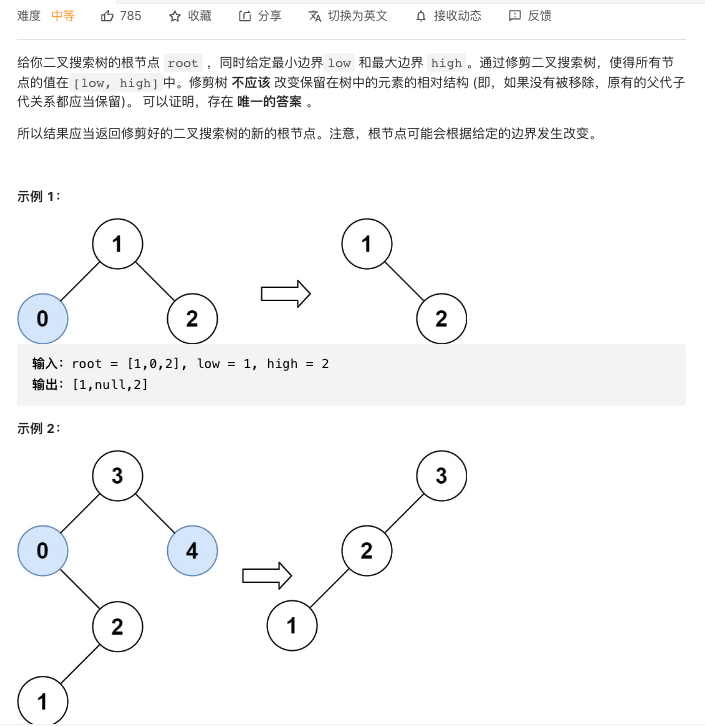 难度 中等 785 收藏 分享 切换为英文 接收动态 反馈
给你二叉搜索树的根节点 root ，同时给定最小边界low 和最大边界 high。通过修剪二叉搜索树，使得所有节
点的值在[low, high]中。修剪树 不应该 改变保留在树中的元素的相对结构 (即，如果没有被移除，原有的父代子
代关系都应当保留)。 可以证明，存在 唯一的答案 。
所以结果应当返回修剪好的二叉搜索树的新的根节点。注意，根节点可能会根据给定的边界发生改变。
示例 1：
1 1
0 2 2
输入：root = [1,0,2], low = 1, high = 2
输出：[1,null,2]
示例 2：
3 3
0 4 2
2 1
1